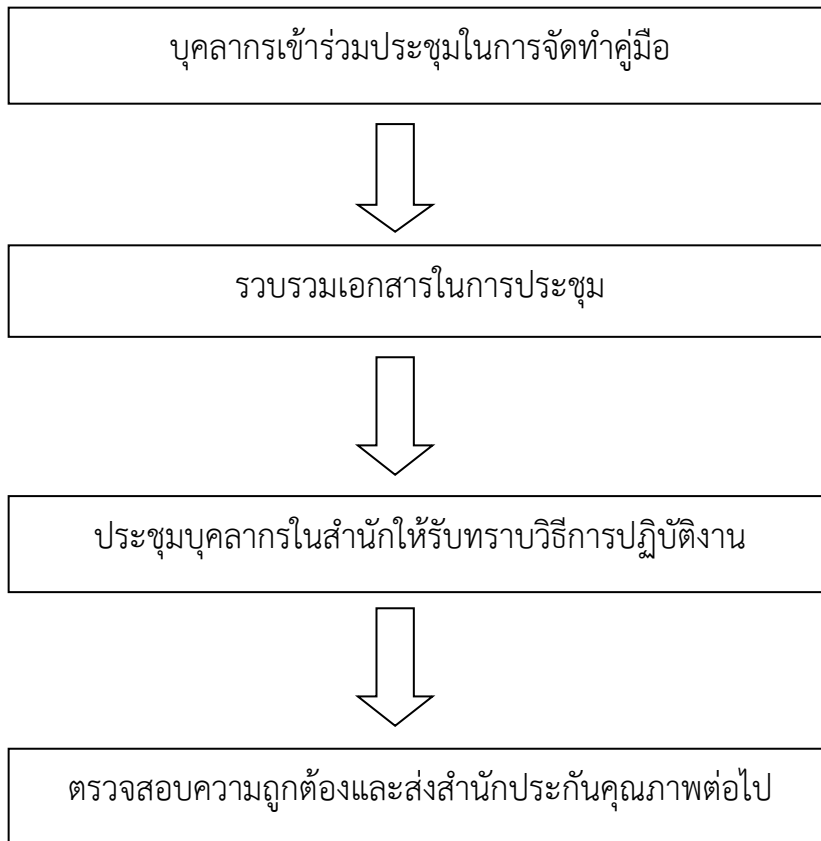 บุคลากรเข้าร่วมประชุมในการจัดทำคู่มือ
รวบรวมเอกสารในการประชุม
ประชุมบุคลากรในสำนักให้รับทราบวิธีการปฏิบัติงาน
ตรวจสอบความถูกต้องและส่งสำนักประกันคุณภาพต่อไป